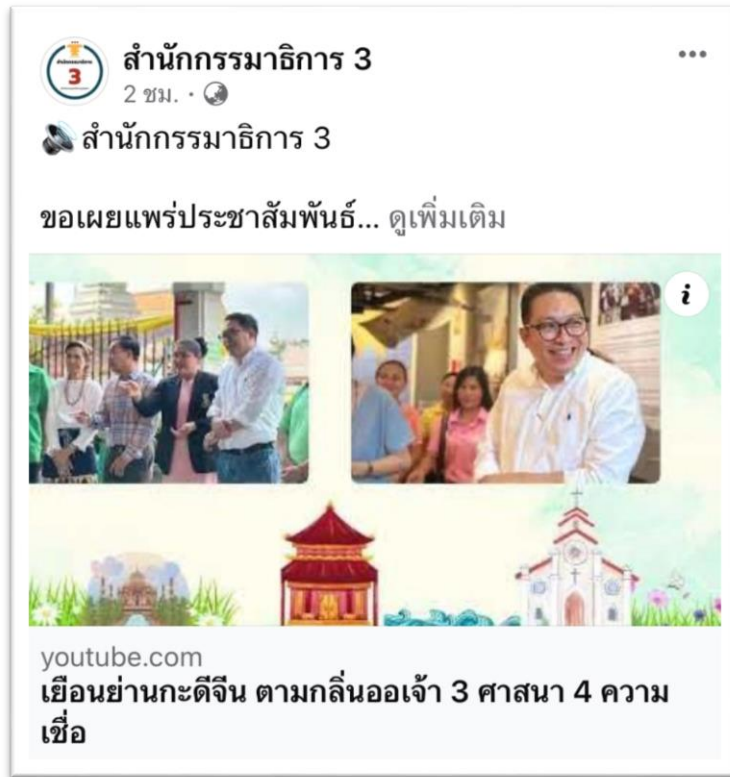 สำนักกรรมาธิการ 3
2 ชม. ·
สำนักกรรมาธิการ 3
ขอเผยแพร่ประชาสัมพันธ์... ดูเพิ่มเติม
youtube.com
เยือนย่านกะดีจีน ตามกลิ่นออเจ้า 3 ศาสนา 4 ความ
เชื่อ